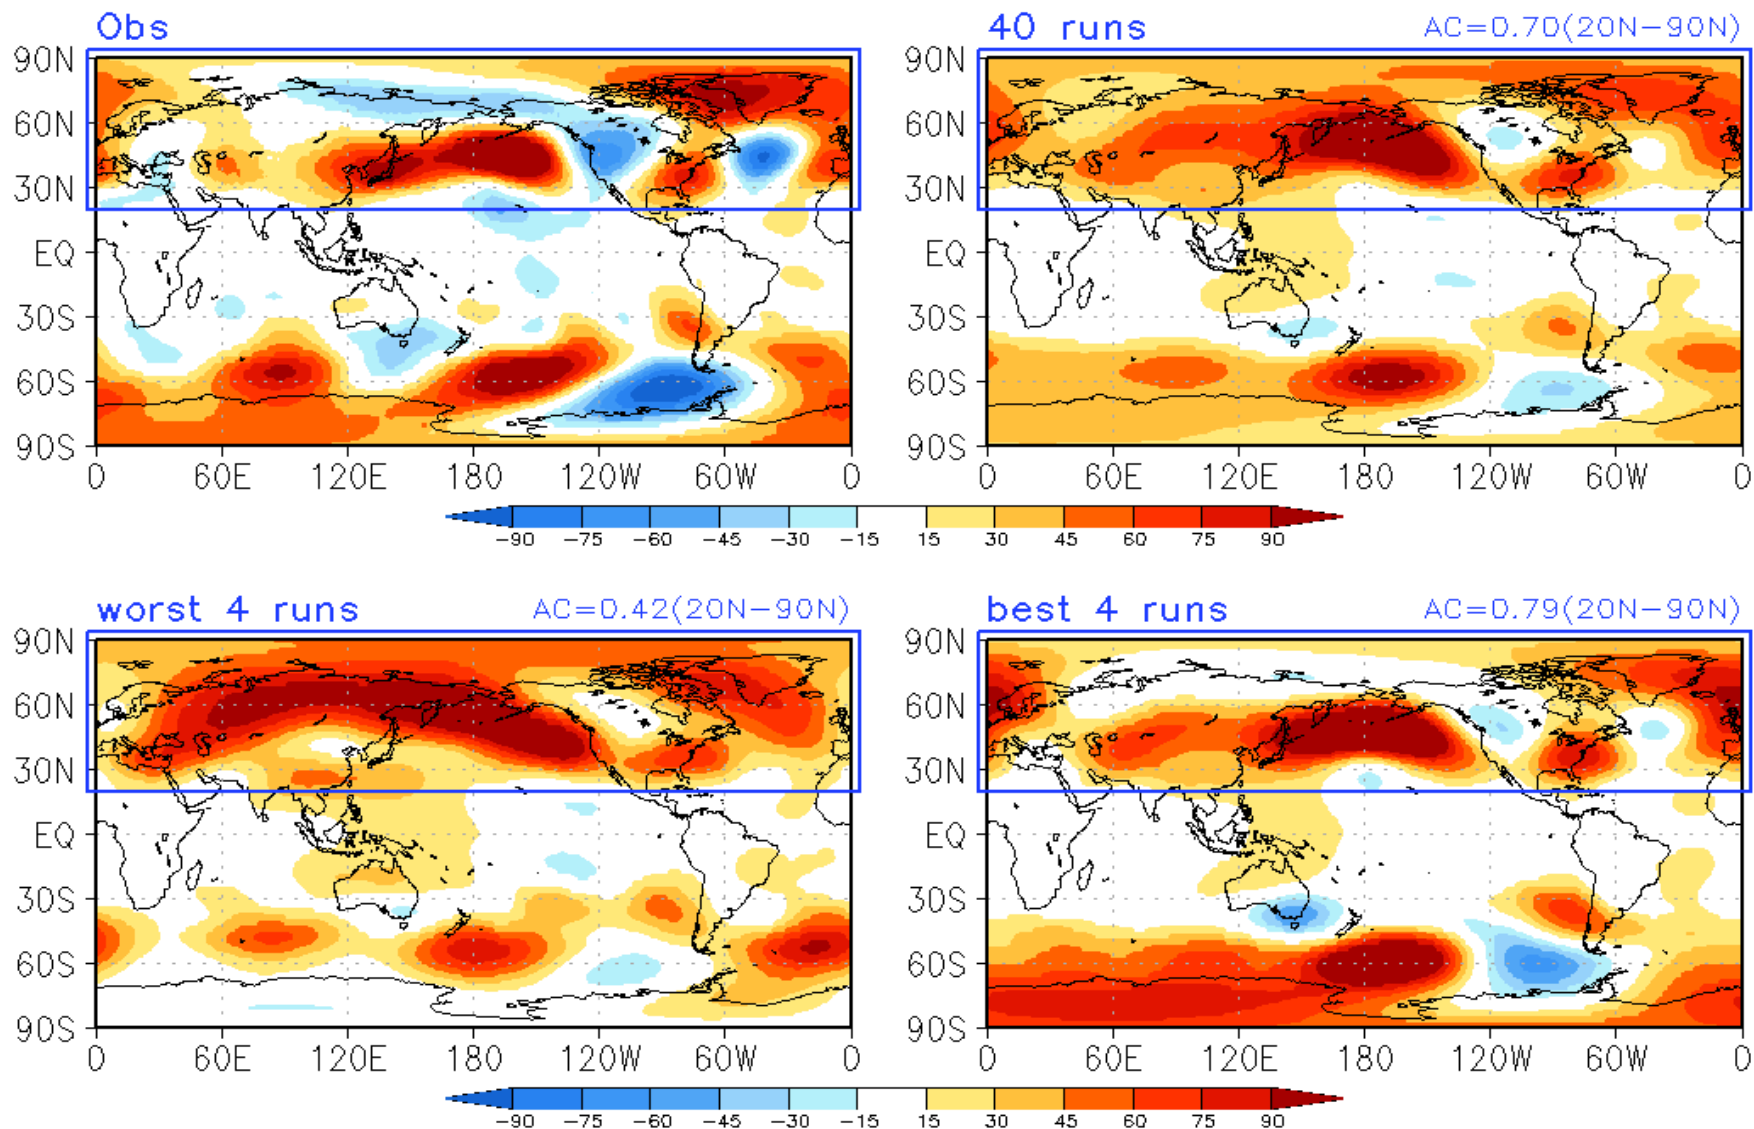 Obs
40 runs AC=0.70(20N−90N)
90N
60N
30N
EQ
30S
60S
90S
0 60E 120E 180 120W 60W 0
90N
60N
30N
EQ
30S
60S
90S
0 60E 120E 180 120W 60W 0
−90 −75 −60 −45 −30 −15 15 30 45 60 75 90
worst 4 runs AC=0.42(20N−90N)
best 4 runs AC=0.79(20N−90N)
90N
60N
30N
EQ
30S
60S
90S
0 60E 120E 180 120W 60W 0
90N
60N
30N
EQ
30S
60S
90S
0 60E 120E 180 120W 60W 0
−90 −75 −60 −45 −30 −15 15 30 45 60 75 90